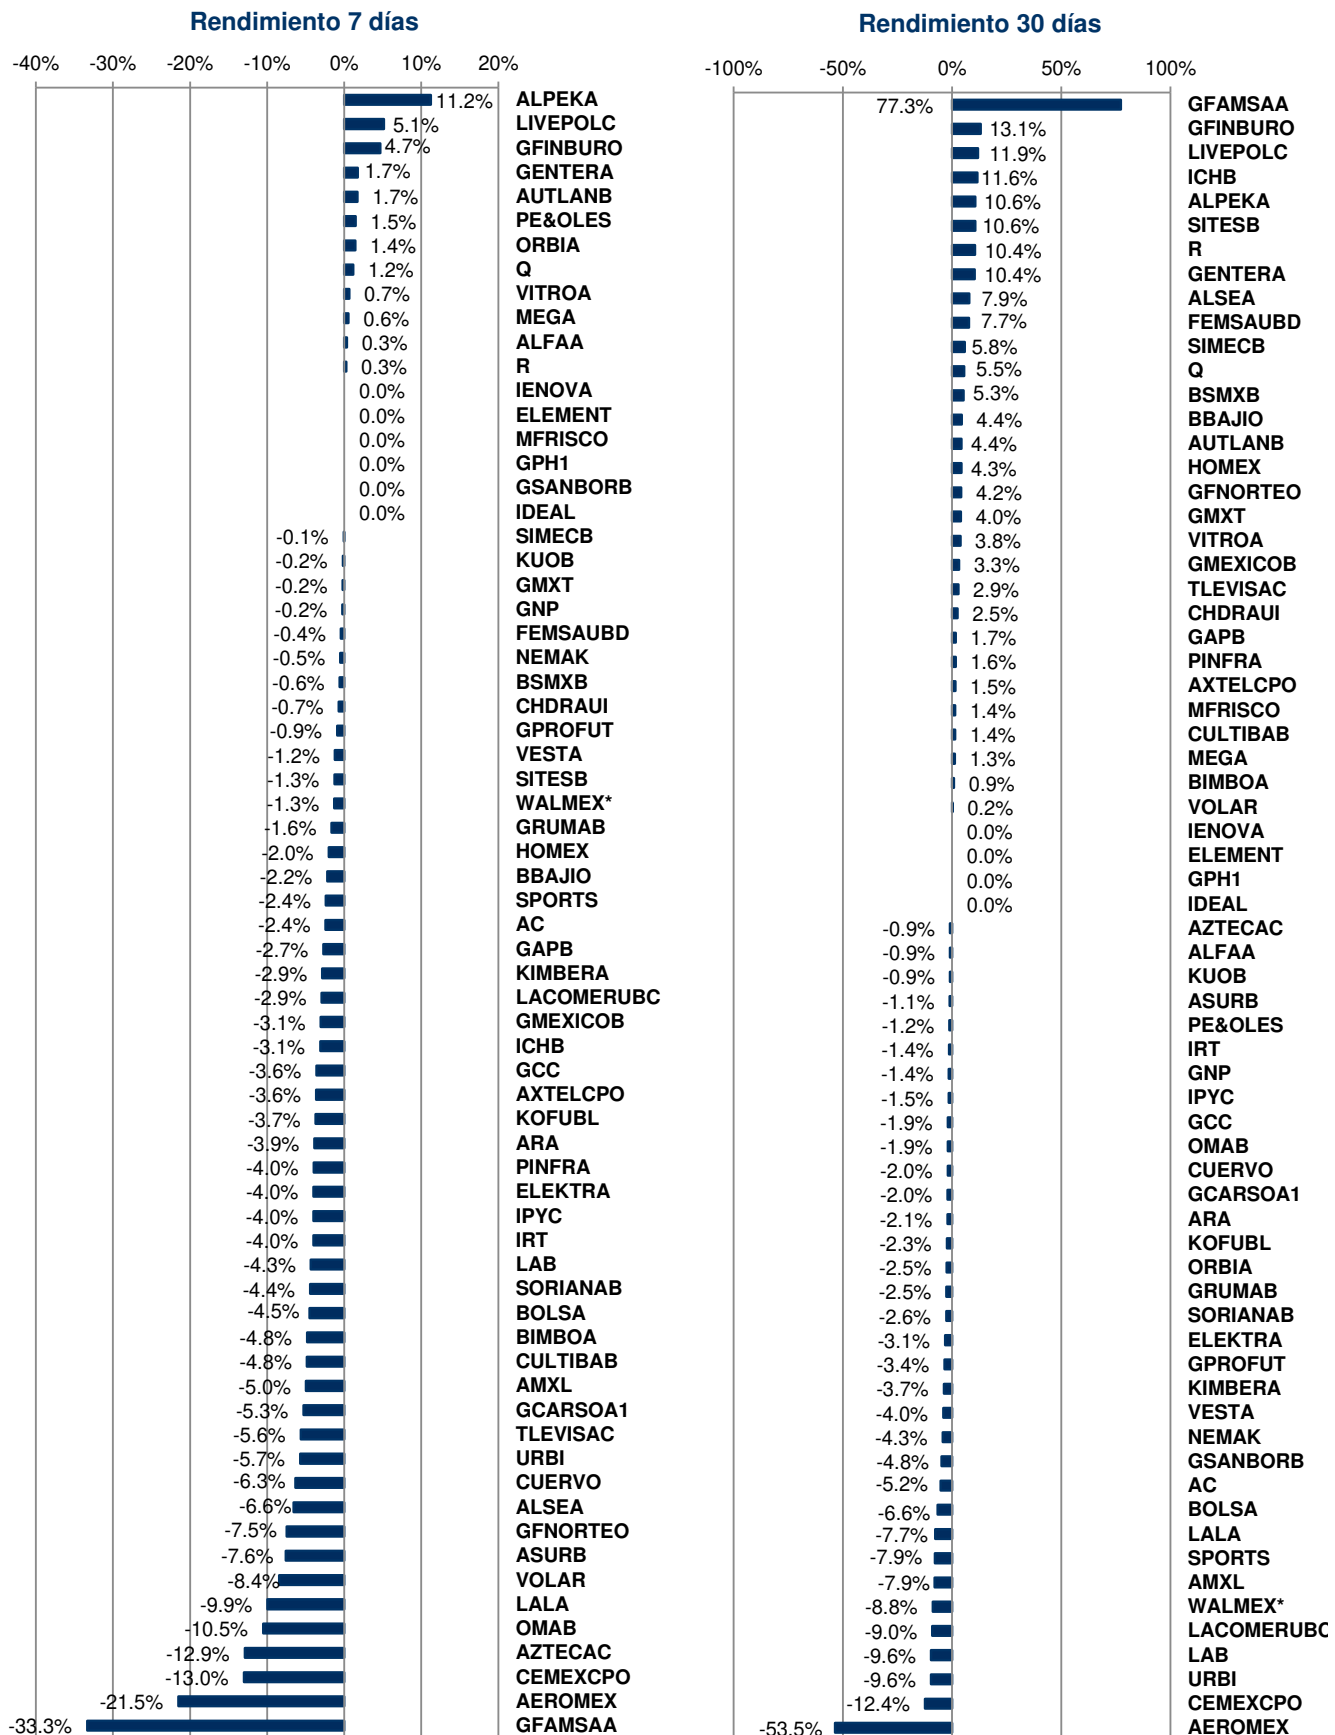 Rendimiento 7 días
-40% -30% -20% -10% 0% 10% 20%
11.2% ALPEKA
5.1% LIVEPOLC
4.7% GFINBURO
1.7% GENTERA
1.7% AUTLANB
1.5% PE&OLES
1.4% ORBIA
1.2% Q
0.7% VITROA
0.6% MEGA
0.3% ALFAA
0.3% R
0.0% IENOVA
0.0% ELEMENT
0.0% MFRISCO
0.0% GPH1
0.0% GSANBORB
0.0% IDEAL
-0.1% SIMECB
-0.2% KUOB
-0.2% GMXT
-0.2% GNP
-0.4% FEMSAUBD
-0.5% NEMAK
-0.6% BSMXB
-0.7% CHDRAUI
-0.9% GPROFUT
-1.2% VESTA
-1.3% SITESB
-1.3% WALMEX*
-1.6% GRUMAB
-2.0% HOMEX
-2.2% BBAJIO
-2.4% SPORTS
-2.4% AC
-2.7% GAPB
-2.9% KIMBERA
-2.9% LACOMERUBC
-3.1% GMEXICOB
-3.1% ICHB
-3.6% GCC
-3.6% AXTELCPO
-3.7% KOFUBL
-3.9% ARA
-4.0% PINFRA
-4.0% ELEKTRA
-4.0% IPYC
-4.0% IRT
-4.3% LAB
-4.4% SORIANAB
-4.5% BOLSA
-4.8% BIMBOA
-4.8% CULTIBAB
-5.0% AMXL
-5.3% GCARSOA1
-5.6% TLEVISAC
-5.7% URBI
-6.3% CUERVO
-6.6% ALSEA
-7.5% GFNORTEO
-7.6% ASURB
-8.4% VOLAR
-9.9% LALA
-10.5% OMAB
-12.9% AZTECAC
-13.0% CEMEXCPO
-21.5% AEROMEX
-33.3% GFAMSAA
Rendimiento 30 días
-100% -50% 0% 50% 100%
77.3% GFAMSAA
13.1% GFINBURO
11.9% LIVEPOLC
11.6% ICHB
10.6% ALPEKA
10.6% SITESB
10.4% R
10.4% GENTERA
7.9% ALSEA
7.7% FEMSAUBD
5.8% SIMECB
5.5% Q
5.3% BSMXB
4.4% BBAJIO
4.4% AUTLANB
4.3% HOMEX
4.2% GFNORTEO
4.0% GMXT
3.8% VITROA
3.3% GMEXICOB
2.9% TLEVISAC
2.5% CHDRAUI
1.7% GAPB
1.6% PINFRA
1.5% AXTELCPO
1.4% MFRISCO
1.4% CULTIBAB
1.3% MEGA
0.9% BIMBOA
0.2% VOLAR
0.0% IENOVA
0.0% ELEMENT
0.0% GPH1
0.0% IDEAL
-0.9% AZTECAC
-0.9% ALFAA
-0.9% KUOB
-1.1% ASURB
-1.2% PE&OLES
-1.4% IRT
-1.4% GNP
-1.5% IPYC
-1.9% GCC
-1.9% OMAB
-2.0% CUERVO
-2.0% GCARSOA1
-2.1% ARA
-2.3% KOFUBL
-2.5% ORBIA
-2.5% GRUMAB
-2.6% SORIANAB
-3.1% ELEKTRA
-3.4% GPROFUT
-3.7% KIMBERA
-4.0% VESTA
-4.3% NEMAK
-4.8% GSANBORB
-5.2% AC
-6.6% BOLSA
-7.7% LALA
-7.9% SPORTS
-7.9% AMXL
-8.8% WALMEX*
-9.0% LACOMERUBC
-9.6% LAB
-9.6% URBI
-12.4% CEMEXCPO
-53.5% AEROMEX